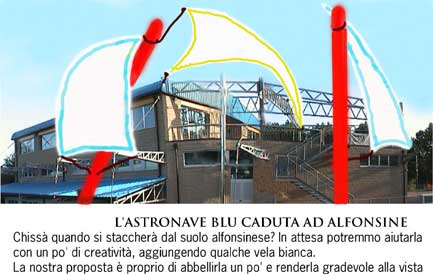 L'ASTRONAVE BLU CADUTA AD ALFONSINE
Chissà quando si staccherà dal suolo alfonsinese? In attesa potremmo aiutarla
con un po' di creatività, aggiungendo qualche vela bianca.
La nostra proposta è proprio di abbellirla un po' e renderla gradevole alla vista